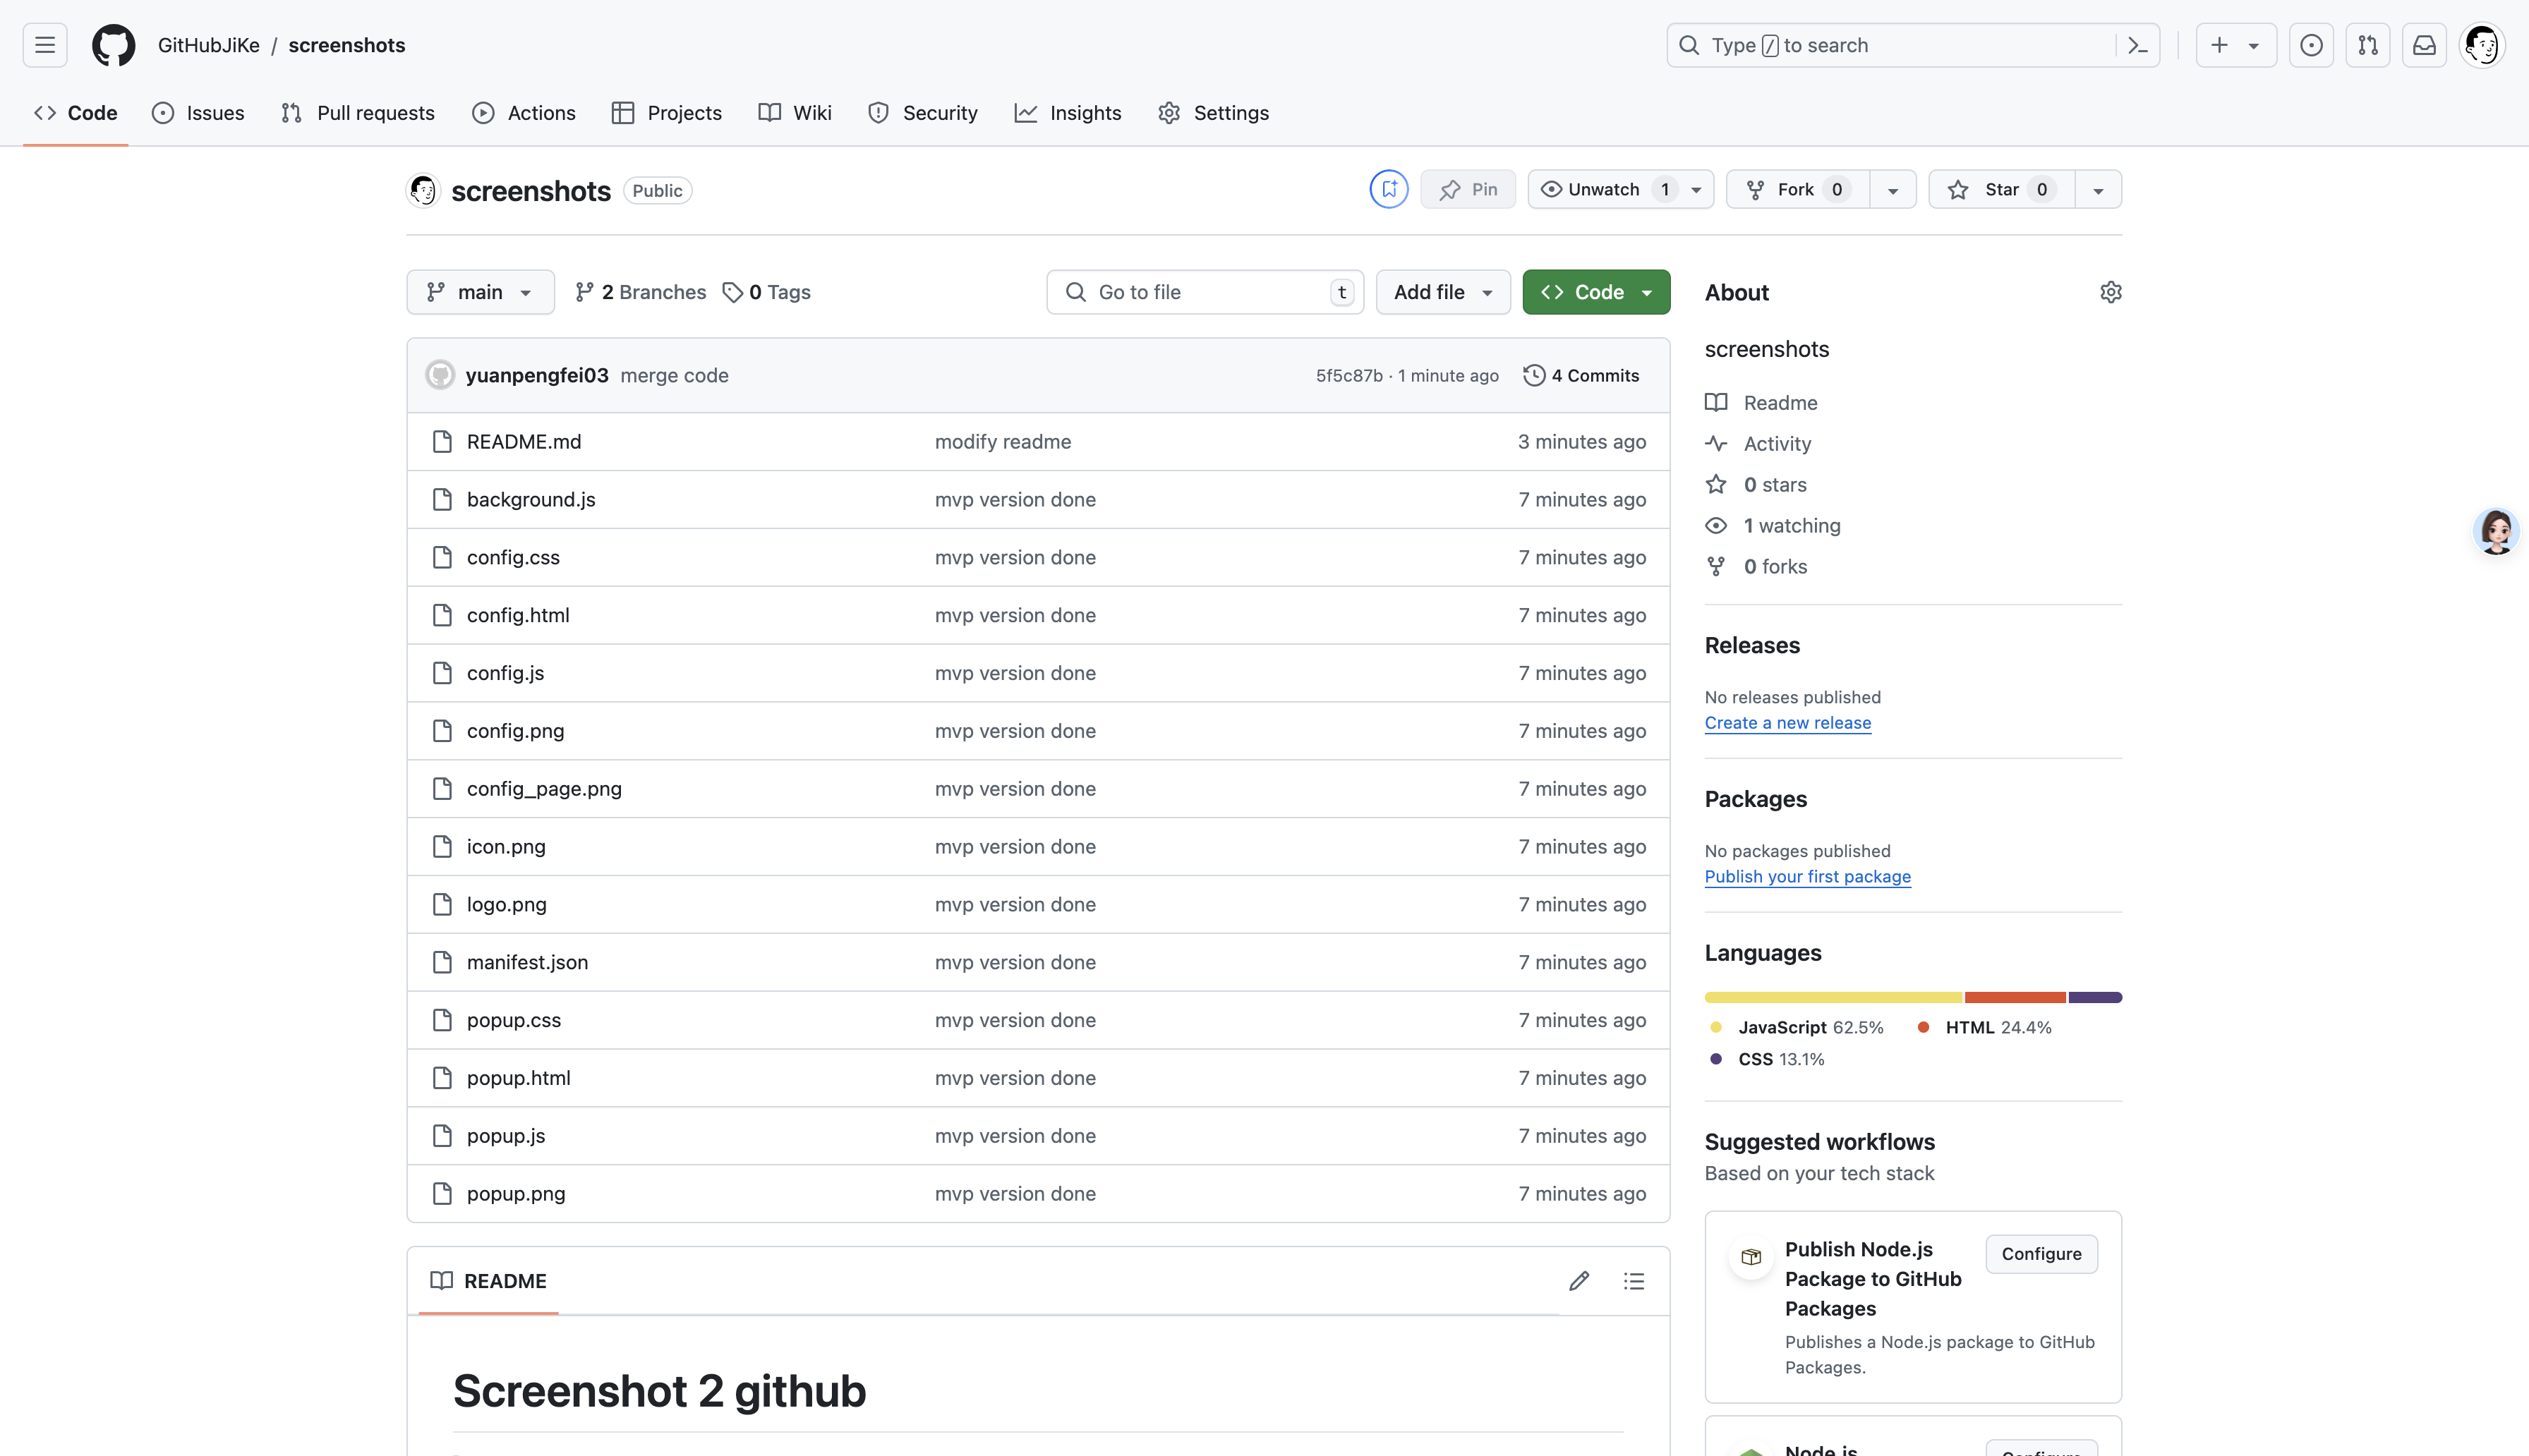 GitHubJiKe / screenshots
Type / to search
Code Issues Pull requests Actions Projects Wiki Security Insights Settings
screenshots Public
Pin Unwatch 1 Fork 0 Star 0
main 2 Branches 0 Tags Go to file t Add file Code
yuanpengfei03 merge code 5f5c87b · 1 minute ago 4 Commits
README.md modify readme 3 minutes ago
background.js mvp version done 7 minutes ago
config.css mvp version done 7 minutes ago
config.html mvp version done 7 minutes ago
config.js mvp version done 7 minutes ago
config.png mvp version done 7 minutes ago
config_page.png mvp version done 7 minutes ago
icon.png mvp version done 7 minutes ago
logo.png mvp version done 7 minutes ago
manifest.json mvp version done 7 minutes ago
popup.css mvp version done 7 minutes ago
popup.html mvp version done 7 minutes ago
popup.js mvp version done 7 minutes ago
popup.png mvp version done 7 minutes ago
README
Screenshot 2 github
About
screenshots
Readme
Activity
0 stars
1 watching
0 forks
Releases
No releases published
Create a new release
Packages
No packages published
Publish your first package
Languages
JavaScript 62.5% HTML 24.4%
CSS 13.1%
Suggested workflows
Based on your tech stack
Publish Node.js
Package to GitHub
Packages
Configure
Publishes a Node.js package to GitHub
Packages.
Node.js
Configure